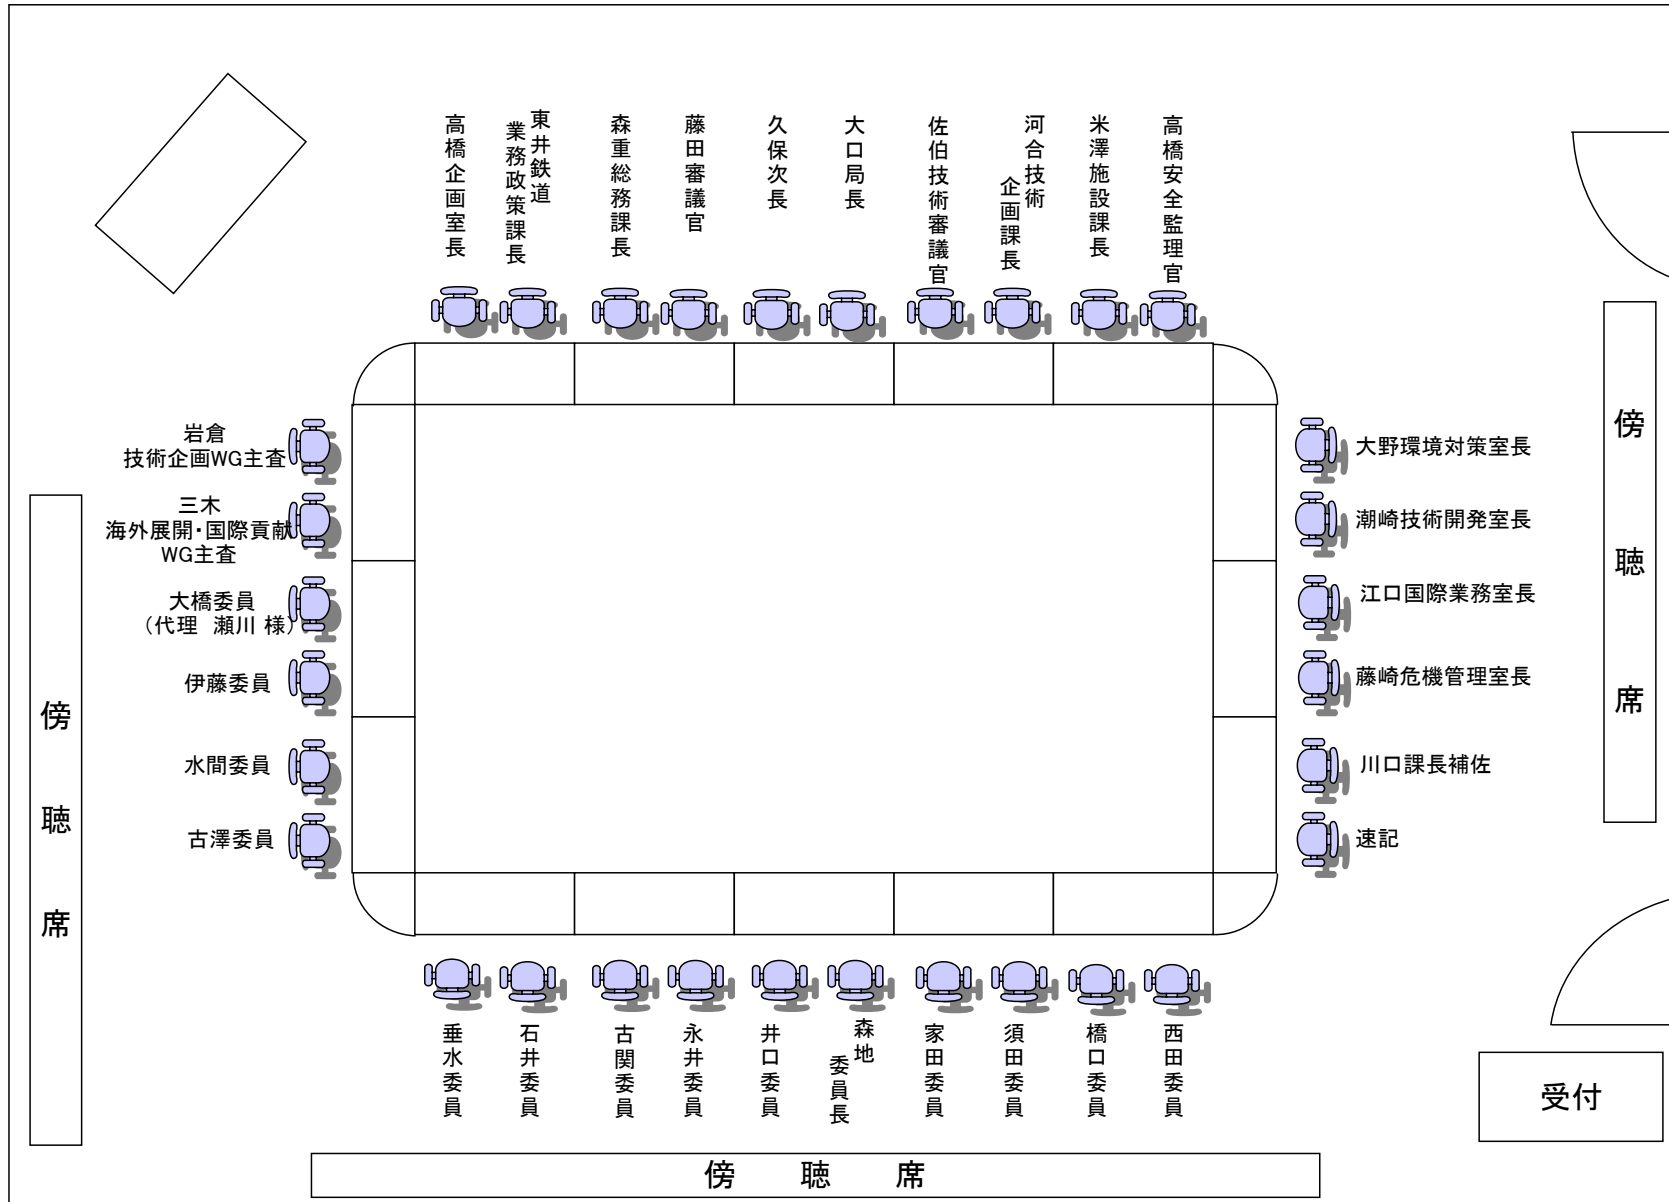 高橋企画室長
東井鉄道
業務政策課長
森重総務課長
藤田審議官
久保次長
大口局長
佐伯技術審議官
河合技術
企画課長
米澤施設課長
高橋安全監理官
岩倉
技術企画WG主査
三木
海外展開・国際貢献
WG主査
大橋委員
（代理 瀬川 様）
伊藤委員
水間委員
古澤委員
大野環境対策室長
潮崎技術開発室長
江口国際業務室長
藤崎危機管理室長
川口課長補佐
速記
垂水委員
石井委員
古関委員
永井委員
井口委員
森地
委員長
家田委員
須田委員
橋口委員
西田委員
傍聴席
傍聴席
傍聴席
受付